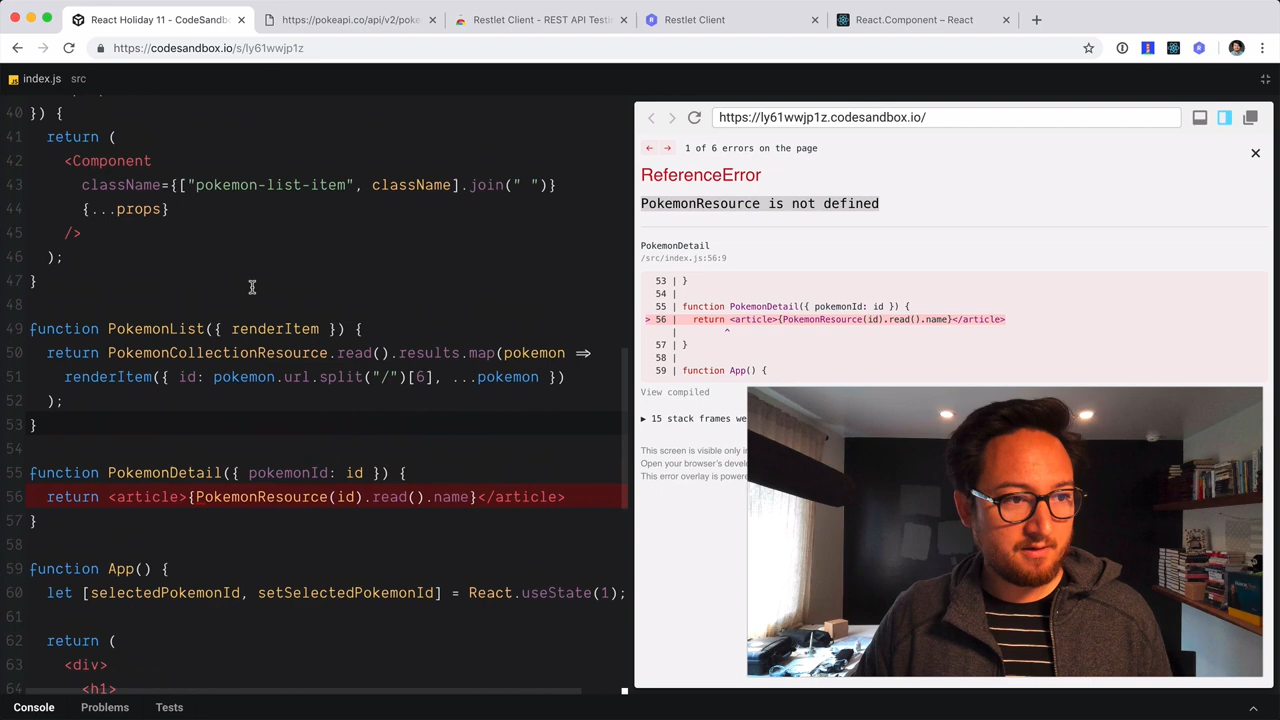 React Holiday 11 - CodeSandb
https://pokeapi.co/api/v2/poke
Restlet Client - REST API Testi
Restlet Client
React.Component – React
https://codesandbox.io/s/ly61wwjp1z
JS index.js src
https://ly61wwjp1z.codesandbox.io/
40 }) {
41 return (
42 <Component
43 className={["pokemon-list-item", className].join(" ")}
44 {...props}
45 />
46 );
47 }
48
49 function PokemonList({ renderItem }) {
50 return PokemonCollectionResource.read().results.map(pokemon =>
51 renderItem({ id: pokemon.url.split("/")[6], ...pokemon })
52 );
53 }
54
55 function PokemonDetail({ pokemonId: id }) {
56 return <article>{PokemonResource(id).read().name}</article>
57 }
58
59 function App() {
60 let [selectedPokemonId, setSelectedPokemonId] = React.useState(1);
61
62 return (
63 <div>
64 <h1>
1 of 6 errors on the page
ReferenceError
PokemonResource is not defined
PokemonDetail
/src/index.js:56:9
53 | }
54 |
55 | function PokemonDetail({ pokemonId: id }) {
> 56 | return <article>{PokemonResource(id).read().name}</article>
| ^
57 | }
58 |
59 | function App() {
View compiled
▶ 15 stack frames we
This screen is visible only in
Open your browser's devel
This error overlay is powere
Console Problems Tests